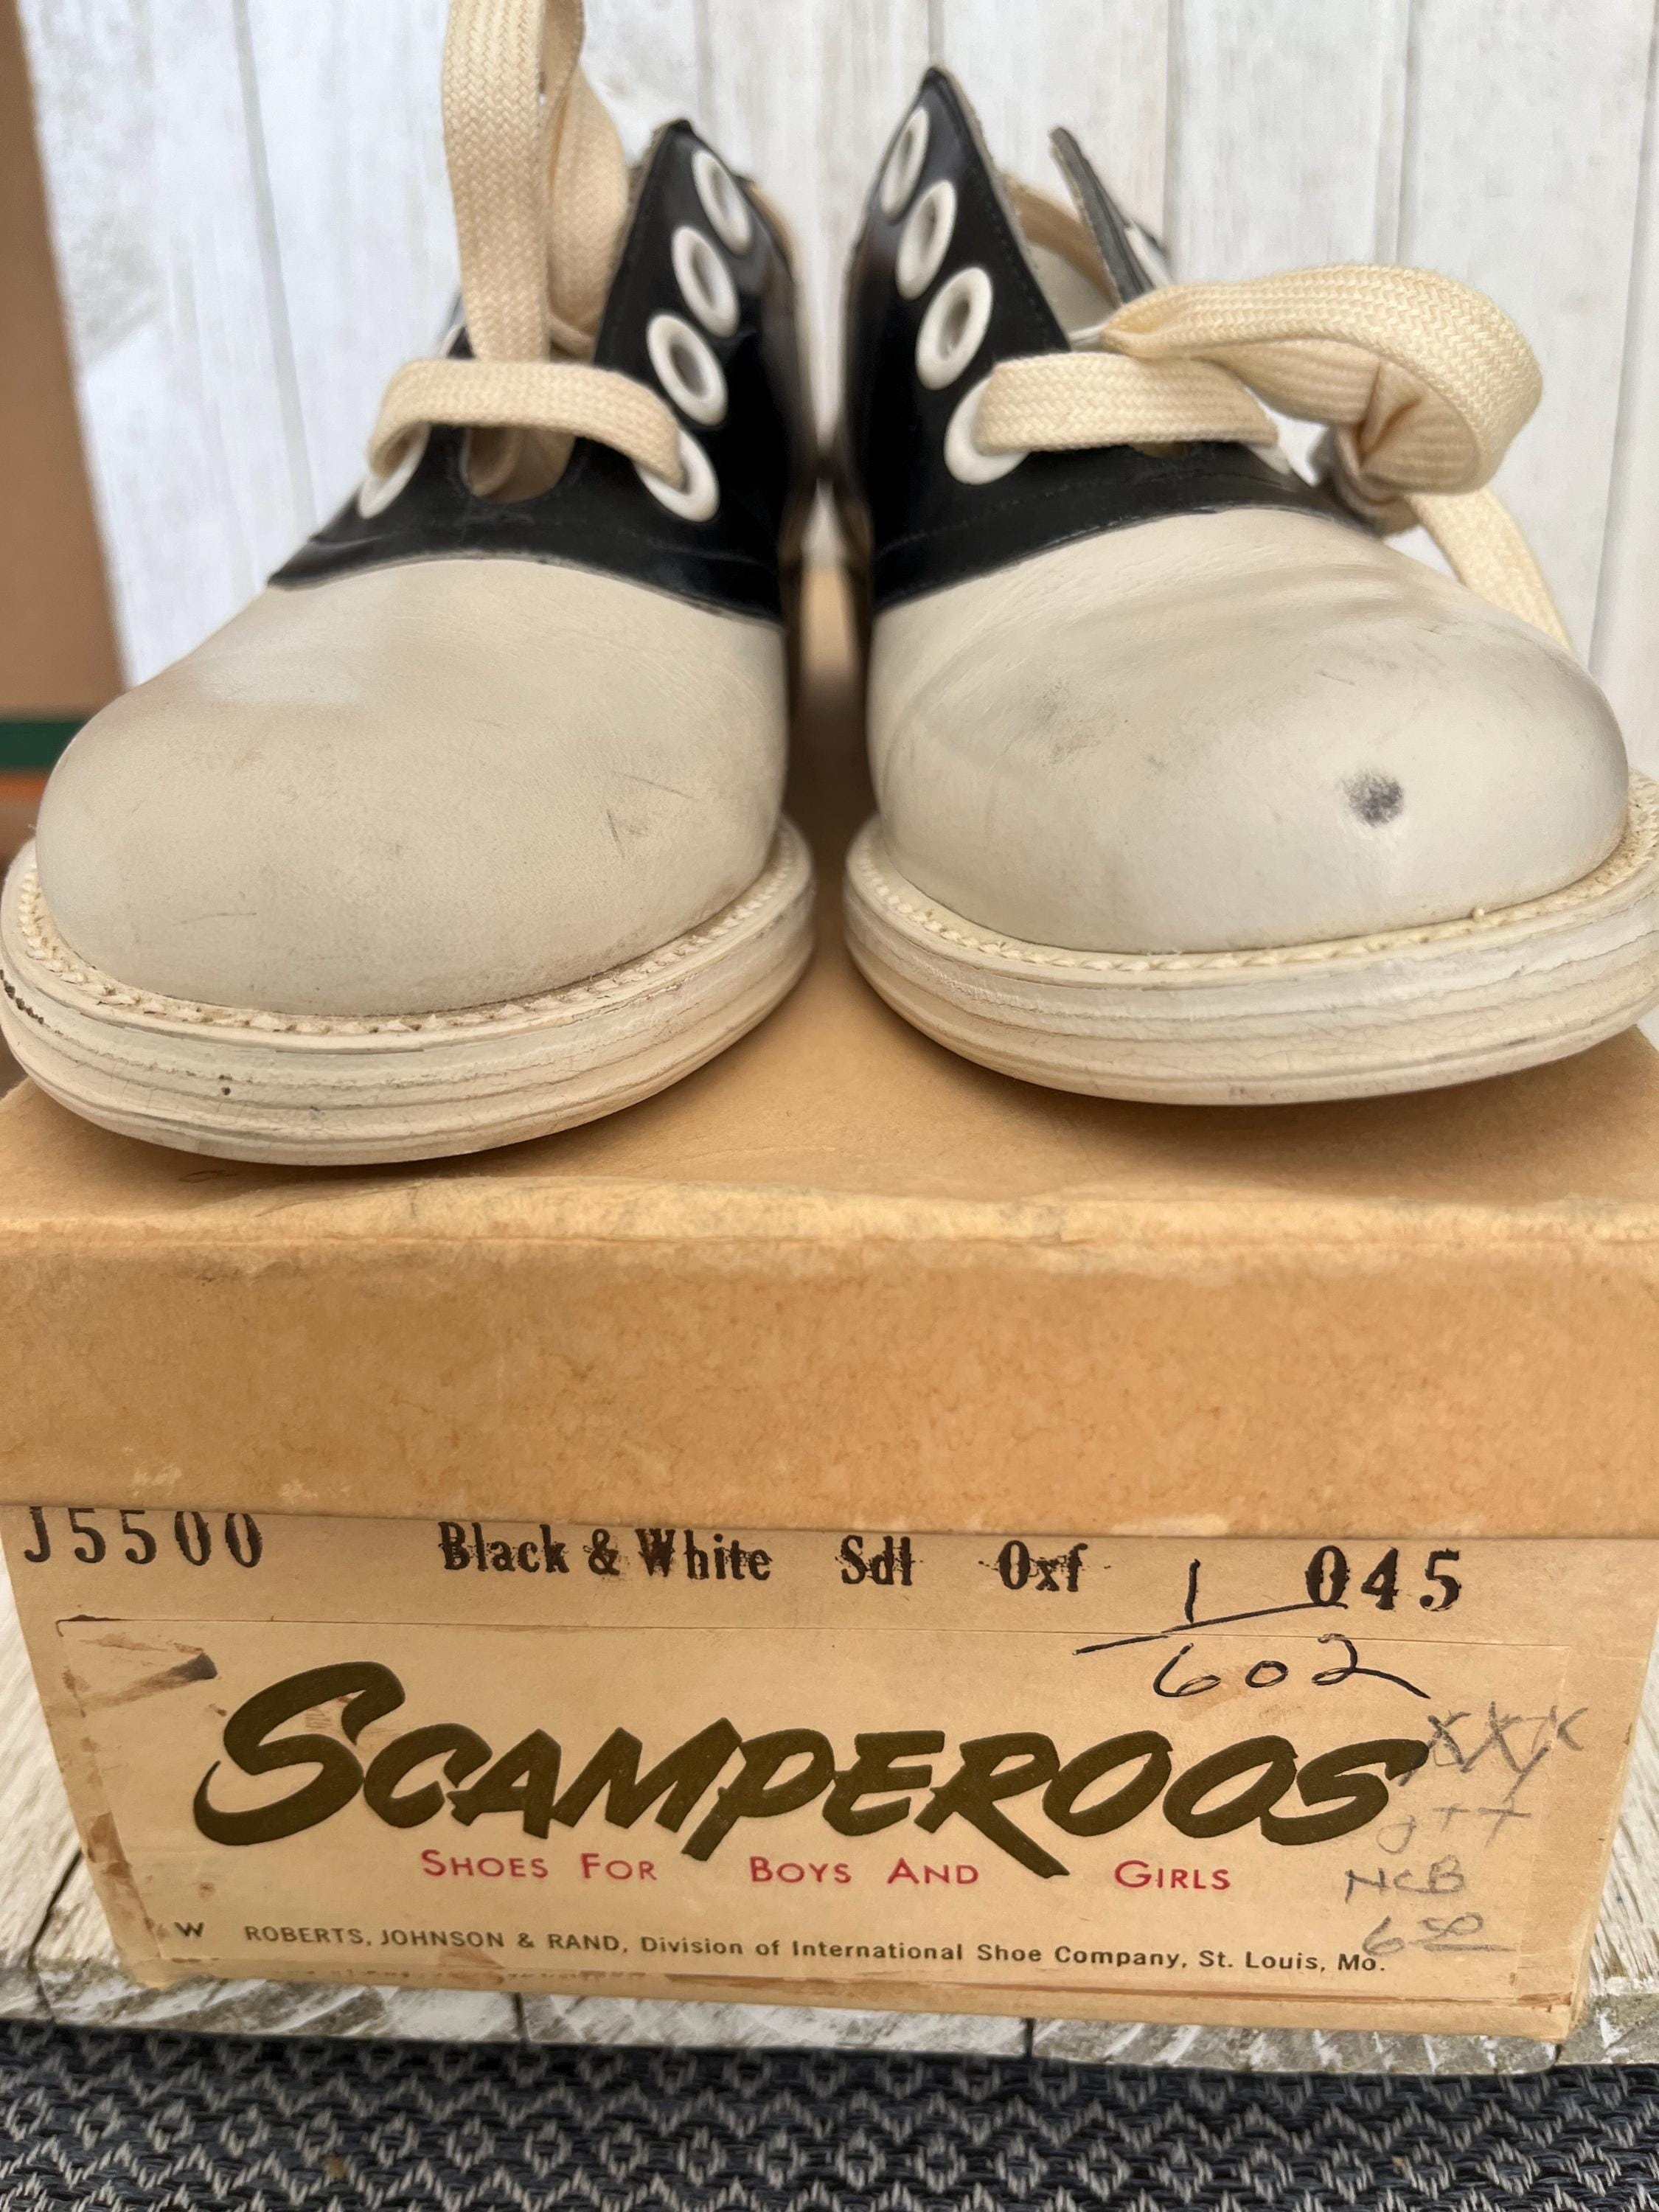 J5500 Black & White Sdl Oxf 1 045
602
SCAMPEROOS
SHOES FOR BOYS AND GIRLS
NCB
W ROBERTS, JOHNSON & RAND, Division of International Shoe Company, St. Louis, Mo.